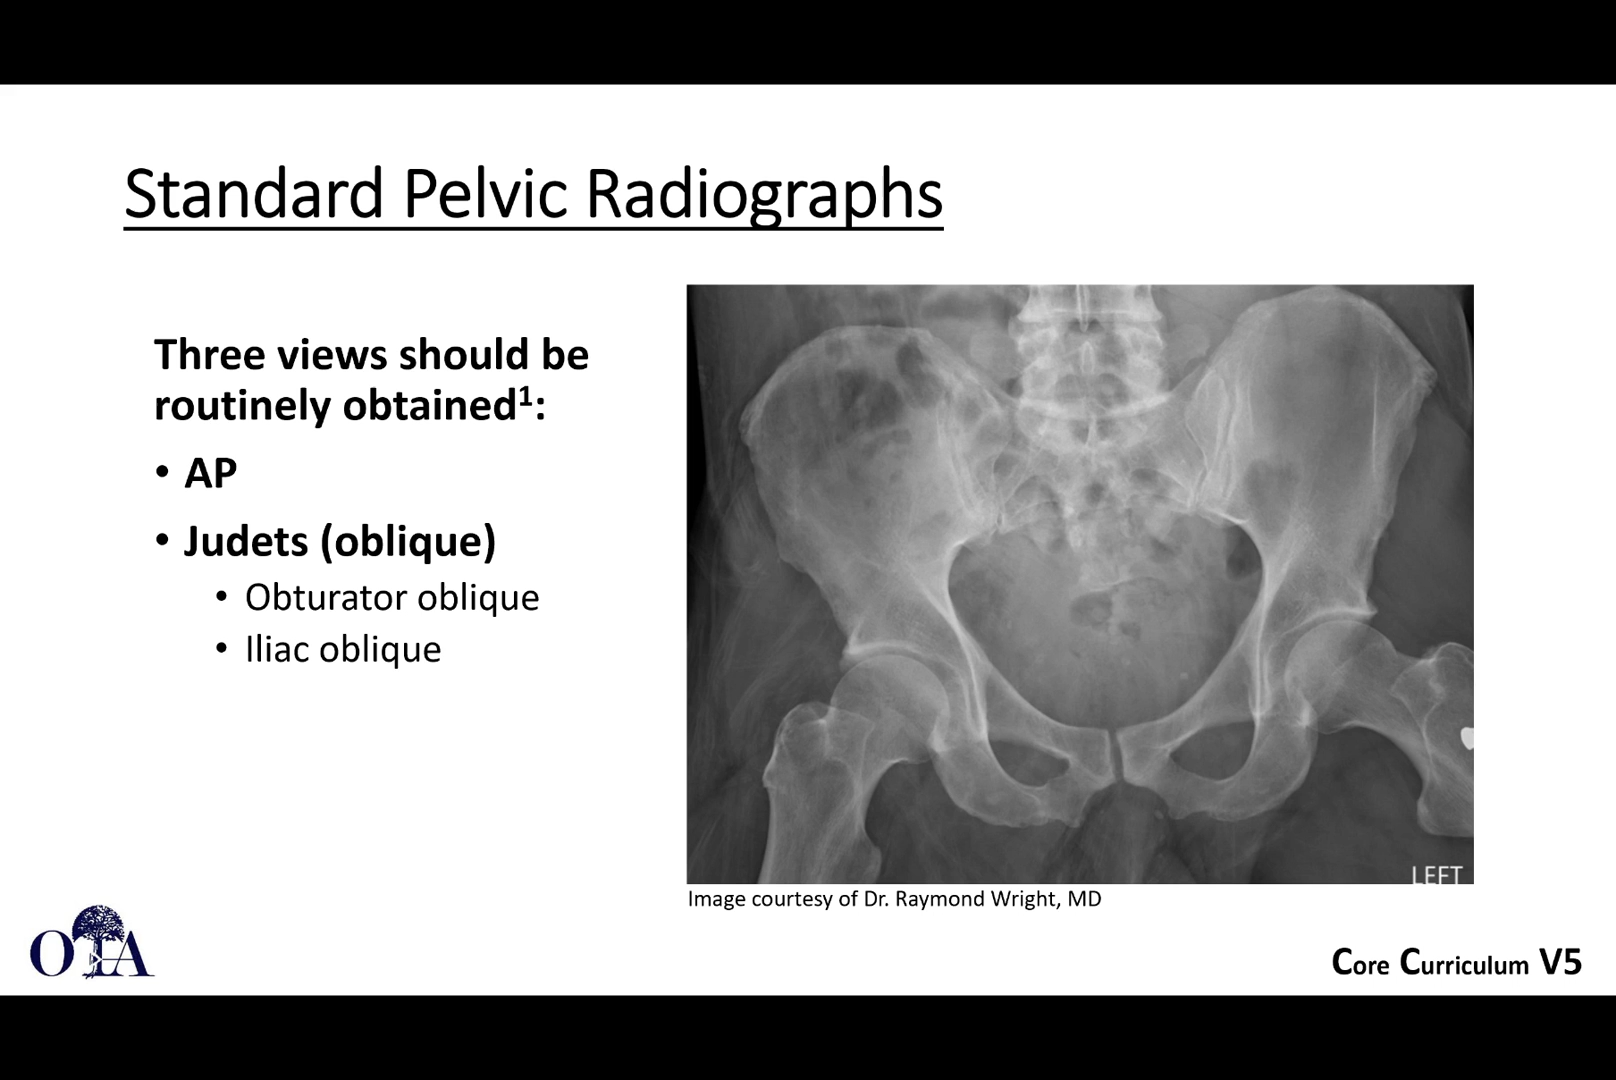 Standard Pelvic Radiographs
Three views should be
routinely obtained¹:
• AP
• Judets (oblique)
• Obturator oblique
• Iliac oblique
LEFT
Image courtesy of Dr. Raymond Wright, MD
OTA
Core Curriculum V5